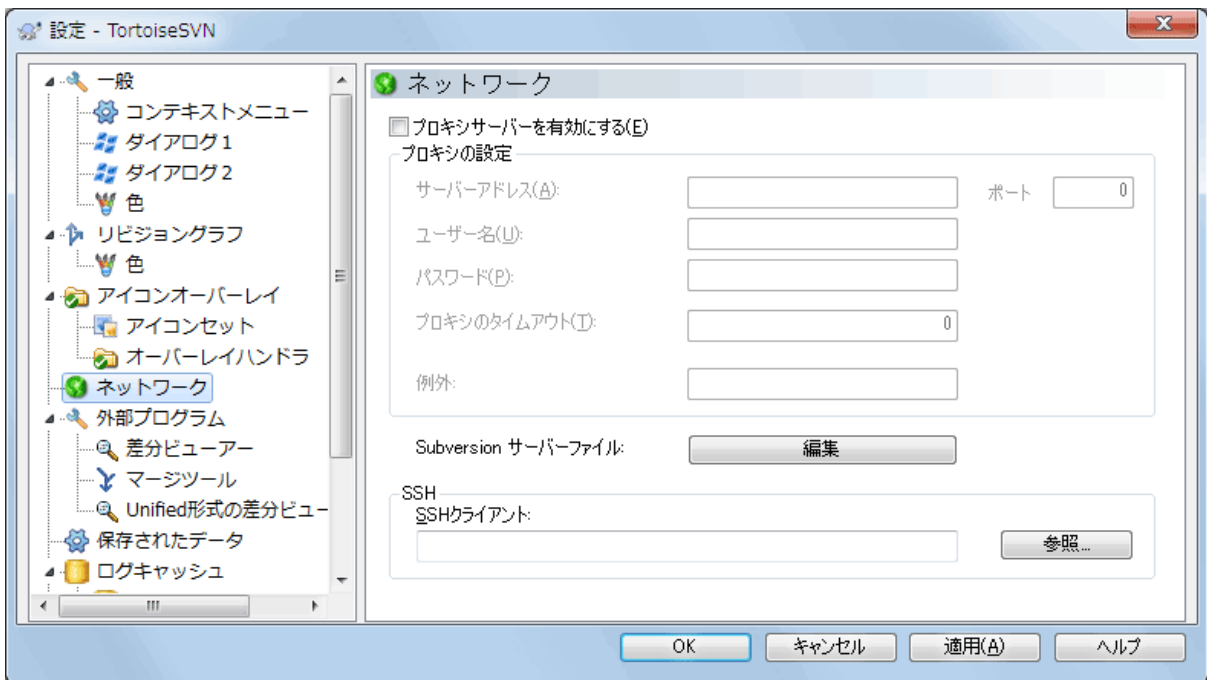 設定 - TortoiseSVN
一般
コンテキストメニュー
ダイアログ1
ダイアログ2
色
リビジョングラフ
色
アイコンオーバーレイ
アイコンセット
オーバーレイハンドラ
ネットワーク
外部プログラム
差分ビューアー
マージツール
Unified形式の差分ビュー
保存されたデータ
ログキャッシュ
ネットワーク
プロキシサーバーを有効にする(E)
プロキシの設定
サーバーアドレス(A): ポート 0
ユーザー名(U):
パスワード(P):
プロキシのタイムアウト(T): 0
例外:
Subversion サーバーファイル: 編集
SSH
SSHクライアント:
参照...
OK キャンセル 適用(A) ヘルプ